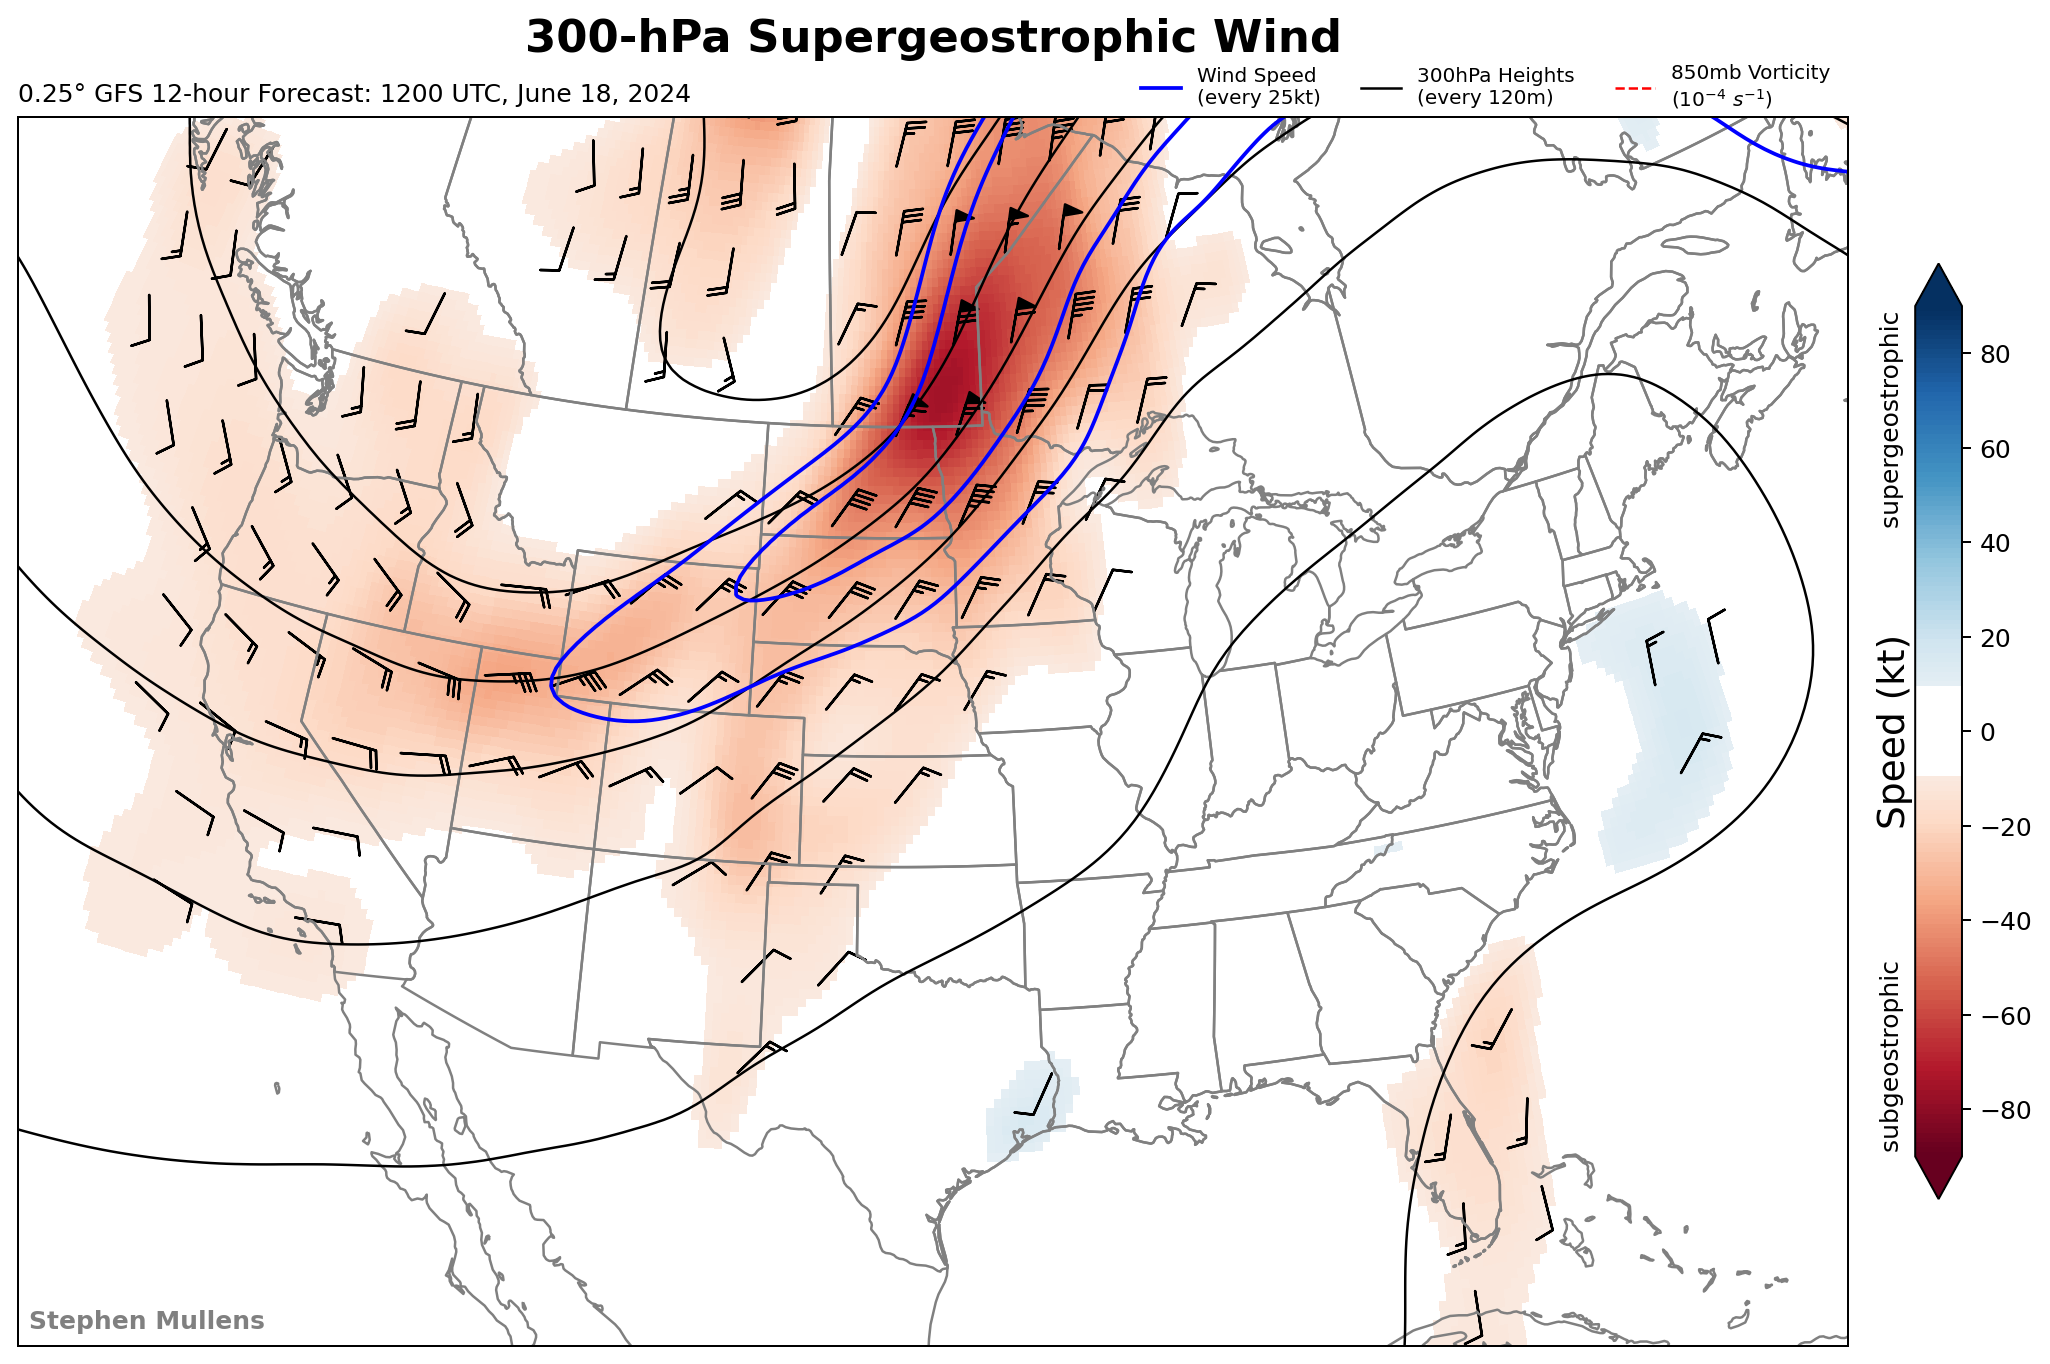 300-hPa Supergeostrophic Wind
0.25° GFS 12-hour Forecast: 1200 UTC, June 18, 2024
Wind Speed
(every 25kt)
300hPa Heights
(every 120m)
850mb Vorticity
(10⁻⁴ s⁻¹)
supergeostrophic
Speed (kt)
subgeostrophic
80
60
40
20
0
−20
−40
−60
−80
Stephen Mullens